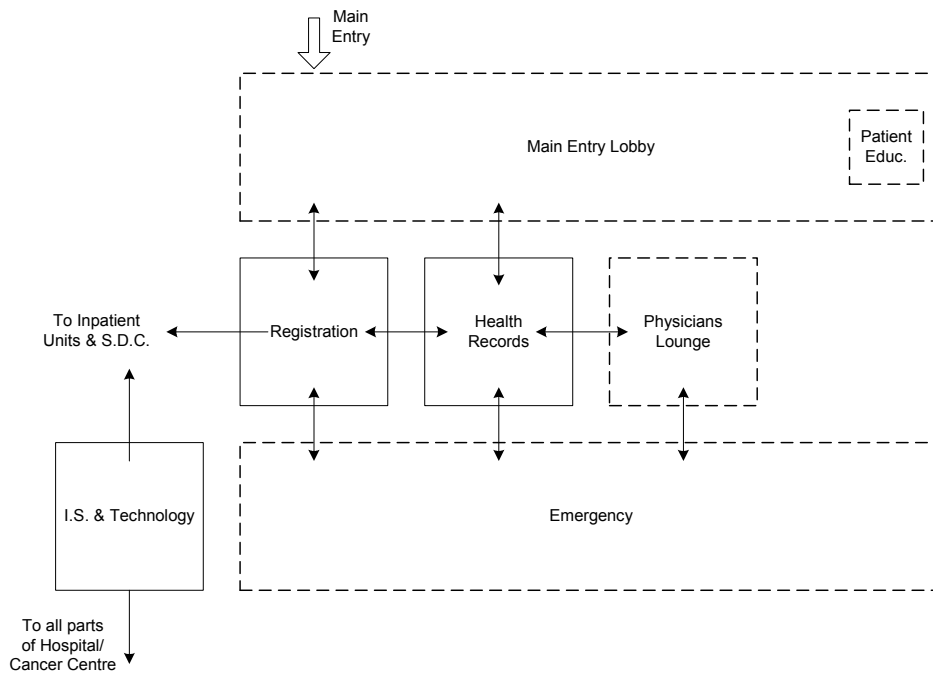 Main
Entry
Main Entry Lobby
Patient
Educ.
To Inpatient
Units & S.D.C.
Registration
Health
Records
Physicians
Lounge
I.S. & Technology
Emergency
To all parts
of Hospital/
Cancer Centre